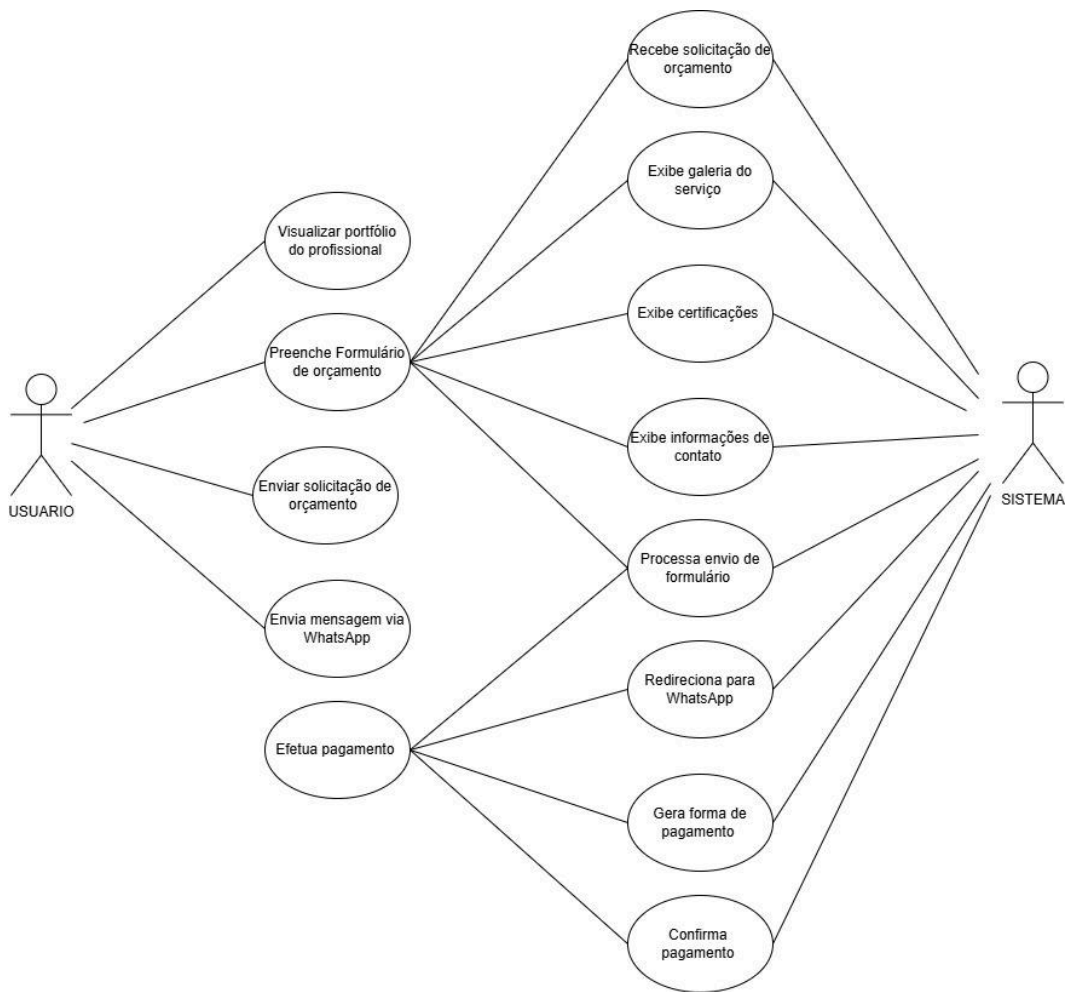 Recebe solicitação de
orçamento
Exibe galeria do
serviço
Visualizar portfólio
do profissional
Exibe certificações
Preenche Formulário
de orçamento
Exibe informações de
contato
USUARIO
Enviar solicitação de
orçamento
SISTEMA
Processa envio de
formulário
Envia mensagem via
WhatsApp
Redireciona para
WhatsApp
Efetua pagamento
Gera forma de
pagamento
Confirma
pagamento